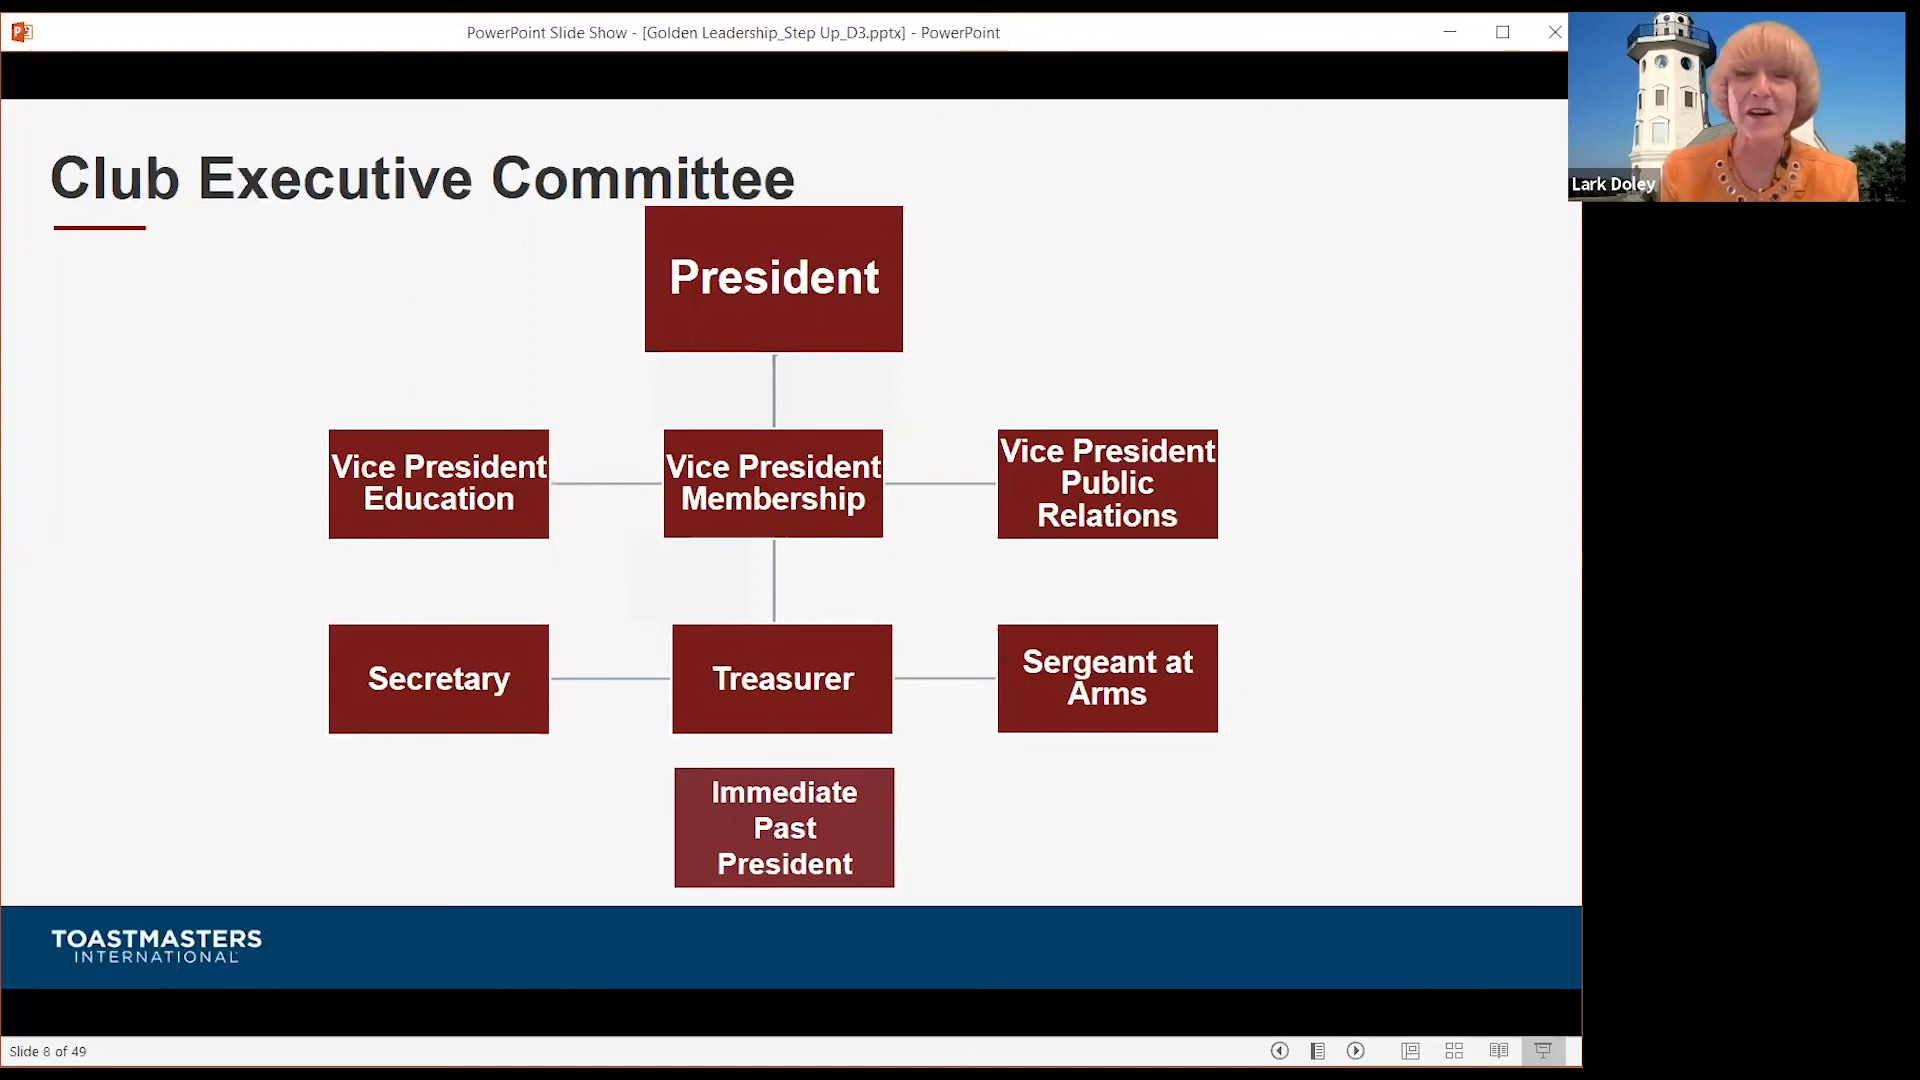 PowerPoint Slide Show - [Golden Leadership_Step Up_D3.pptx] - PowerPoint
Lark Doley
Club Executive Committee
President
Vice President
Education
Vice President
Membership
Vice President
Public
Relations
Secretary
Treasurer
Sergeant at
Arms
Immediate
Past
President
TOASTMASTERS
INTERNATIONAL
Slide 8 of 49